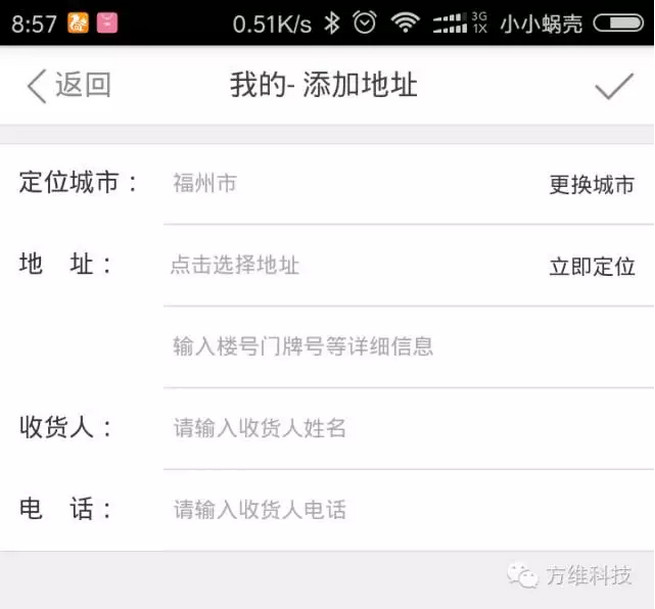 8:57 0.51K/s 3G 1X 小小蜗壳
返回 我的- 添加地址
定位城市： 福州市 更换城市
地 址： 点击选择地址 立即定位
输入楼号门牌号等详细信息
收货人： 请输入收货人姓名
电 话： 请输入收货人电话
方维科技